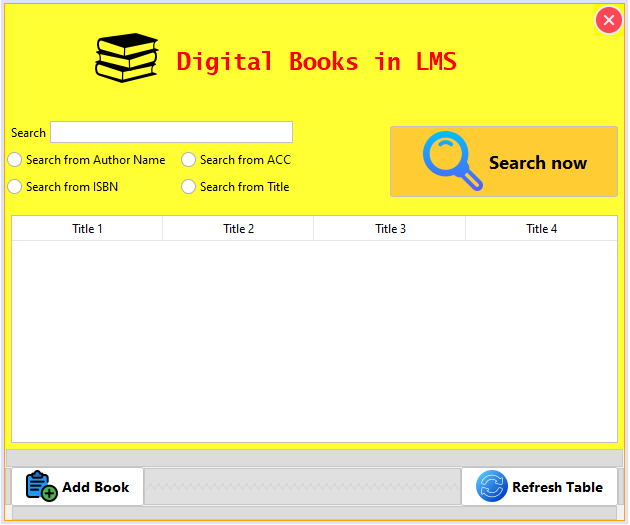 Digital Books in LMS
Search
Search from Author Name
Search from ACC
Search now
Search from ISBN
Search from Title
Title 1
Title 2
Title 3
Title 4
Add Book
Refresh Table